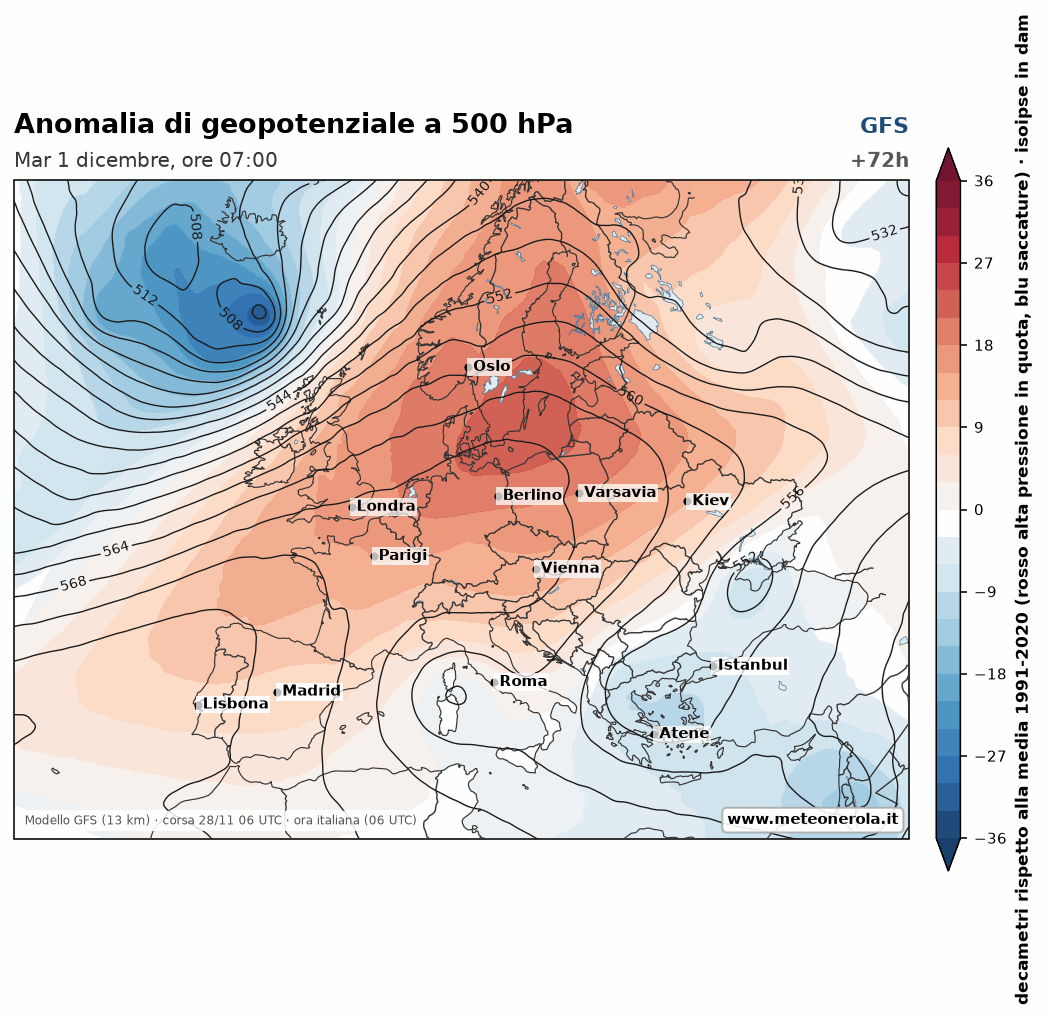 Anomalia di geopotenziale a 500 hPa
GFS
Mar 1 dicembre, ore 07:00
+72h
540
508
532
512
552
508
544
560
Oslo
Londra
Berlino
Varsavia
Kiev
556
564
Parigi
Vienna
552
568
Istanbul
Roma
Madrid
Lisbona
Atene
Modello GFS (13 km) · corsa 28/11 06 UTC · ora italiana (06 UTC)
www.meteonerola.it
36
27
18
9
0
−9
−18
−27
−36
decametri rispetto alla media 1991-2020 (rosso alta pressione in quota, blu saccature) · isoipse in dam